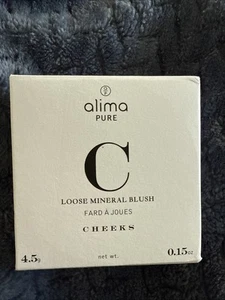 alima
PURE
C
LOOSE MINERAL BLUSH
FARD À JOUES
CHEEKS
4.5g net wt. 0.15oz